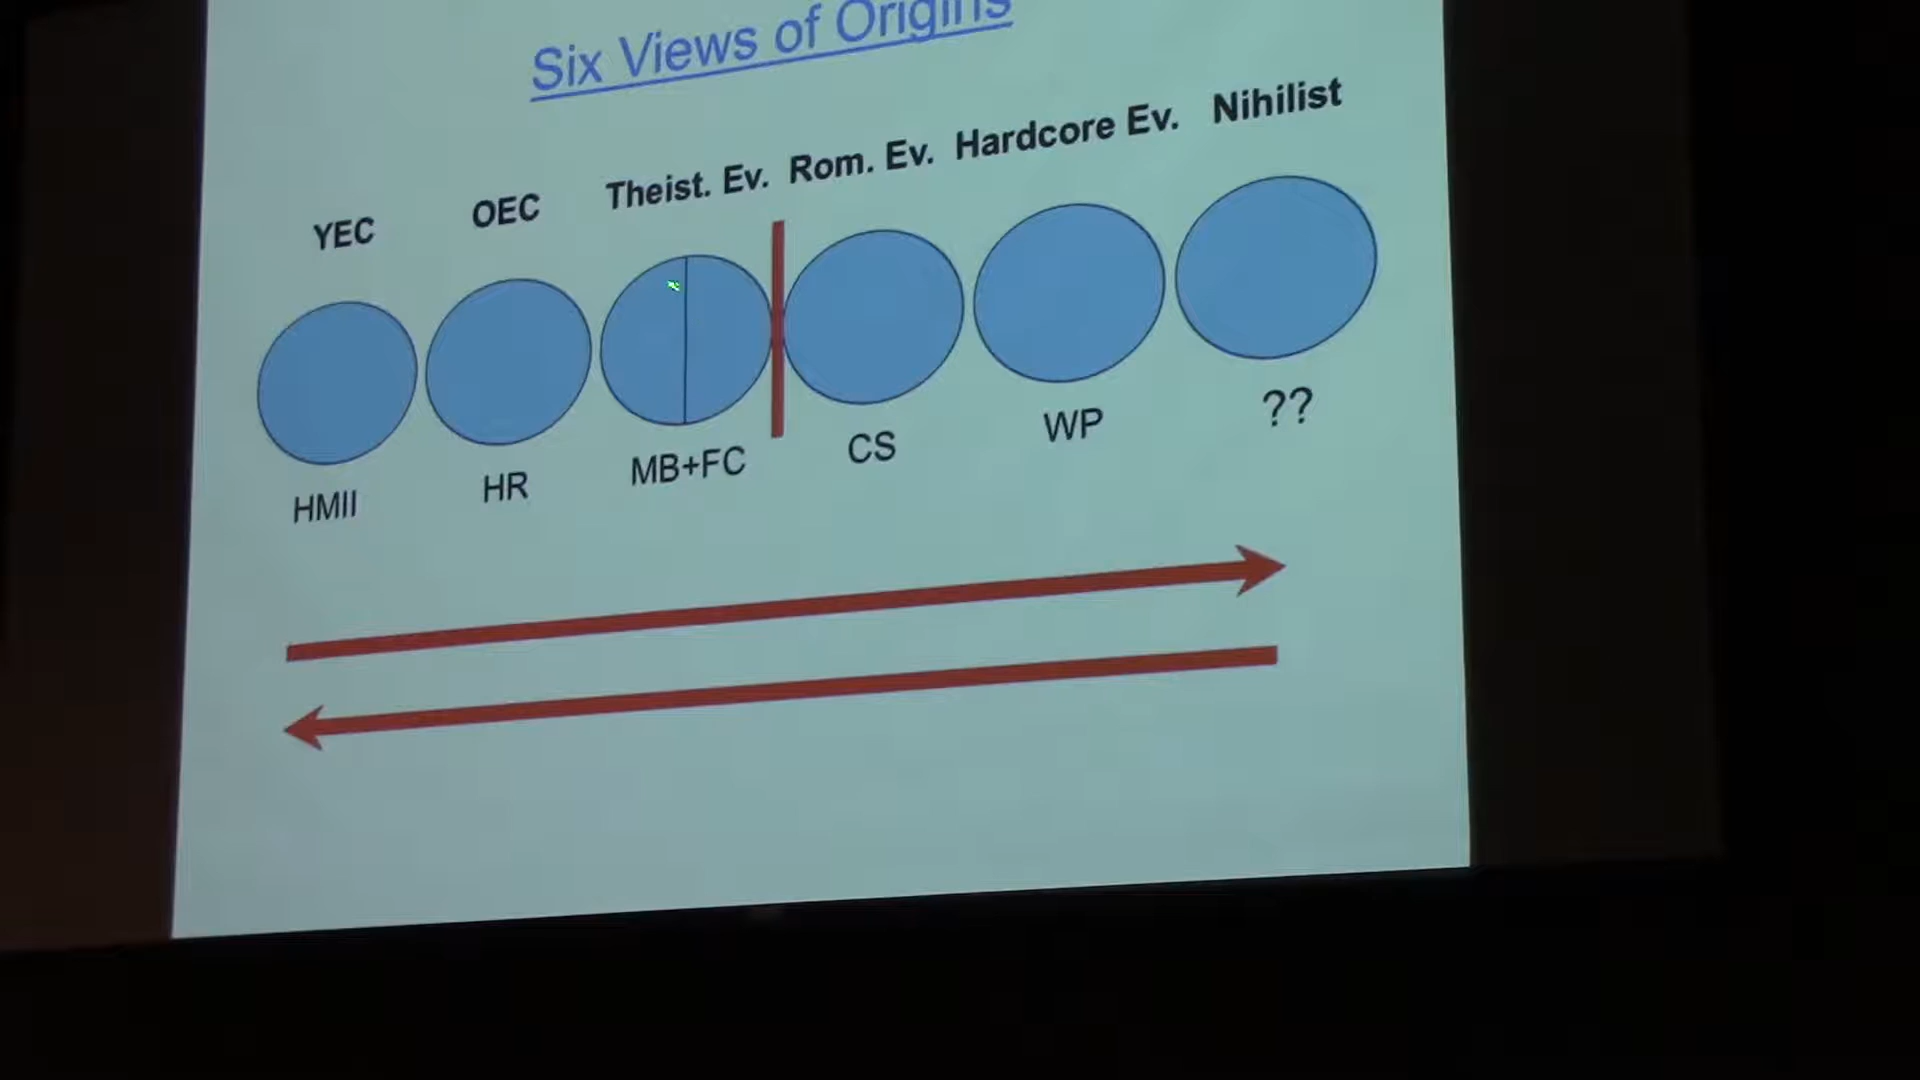 Six Views of Origins
YEC OEC Theist. Ev. Rom. Ev. Hardcore Ev. Nihilist
HMII HR MB+FC CS WP ??